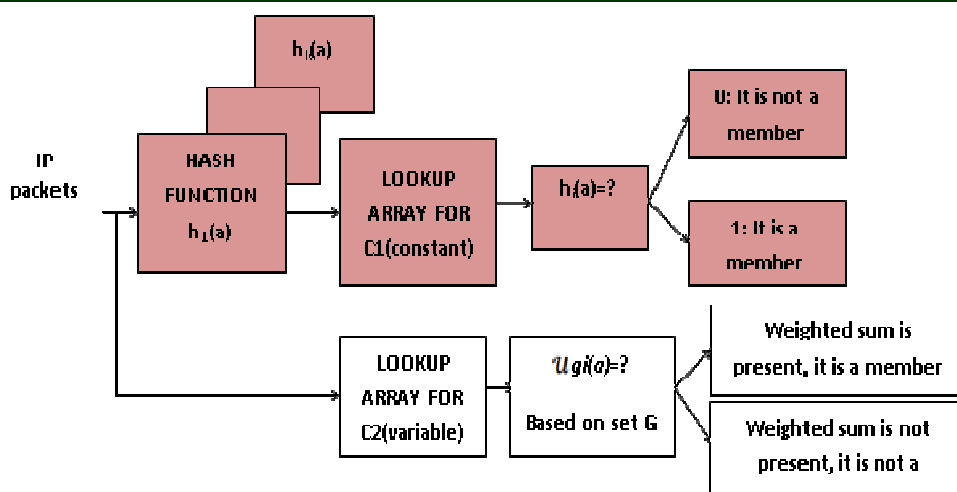 h
(a)
IP
packets
HASH
FUNCTION
h1(a)
LOOKUP
ARRAY FOR
C1(constant)
hi(a)=?
0: It is not a
member
1: It is a
member
LOOKUP
ARRAY FOR
C2(variable)
U gi(a)=?
Based on set G
Weighted sum is
present, it is a member
Weighted sum is not
present, it is not a